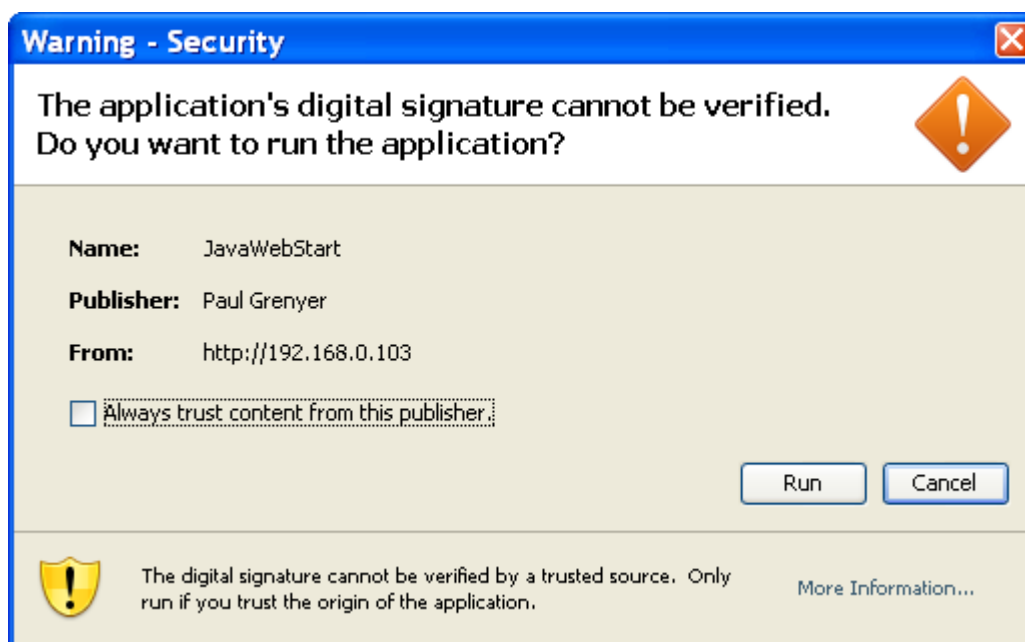 Warning - Security
The application's digital signature cannot be verified.
Do you want to run the application?
Name: JavaWebStart
Publisher: Paul Grenyer
From: http://192.168.0.103
Always trust content from this publisher.
Run Cancel
The digital signature cannot be verified by a trusted source. Only
run if you trust the origin of the application.
More Information...